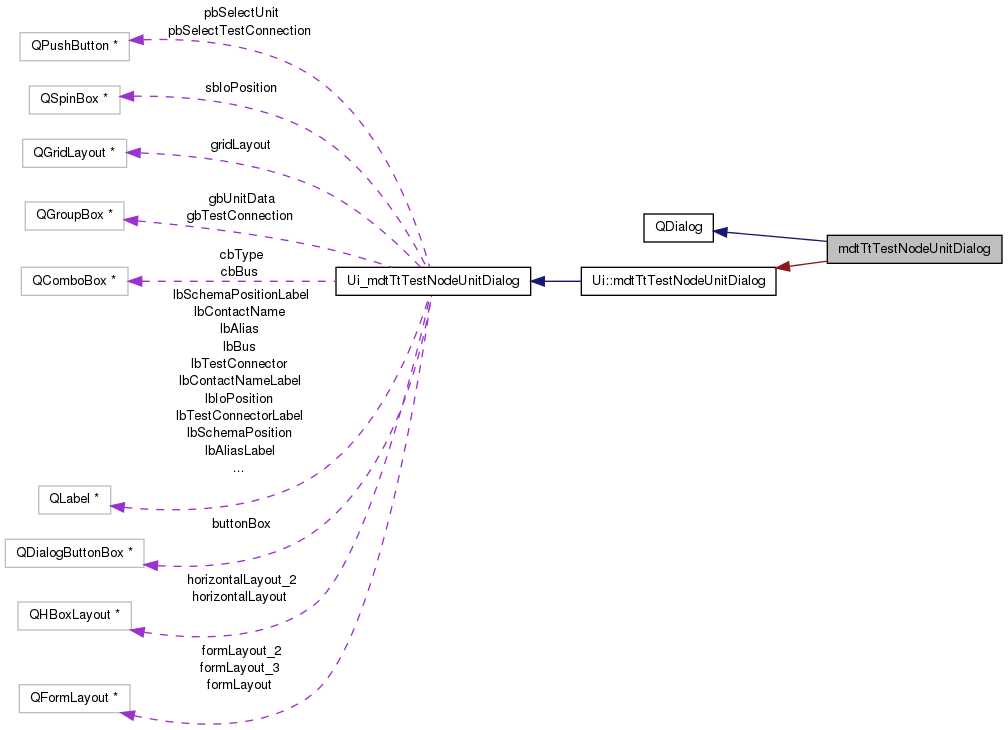 pbSelectUnit
pbSelectTestConnection
QPushButton *
sbIoPosition
QSpinBox *
gridLayout
QGridLayout *
gbUnitData
gbTestConnection
QGroupBox *
QDialog
mdtTtTestNodeUnitDialog
cbType
cbBus
QComboBox *
Ui_mdtTtTestNodeUnitDialog
Ui::mdtTtTestNodeUnitDialog
lbSchemaPositionLabel
lbContactName
lbAlias
lbBus
lbTestConnector
lbContactNameLabel
lbIoPosition
lbTestConnectorLabel
lbSchemaPosition
lbAliasLabel
...
QLabel *
buttonBox
QDialogButtonBox *
horizontalLayout_2
horizontalLayout
QHBoxLayout *
formLayout_2
formLayout_3
formLayout
QFormLayout *